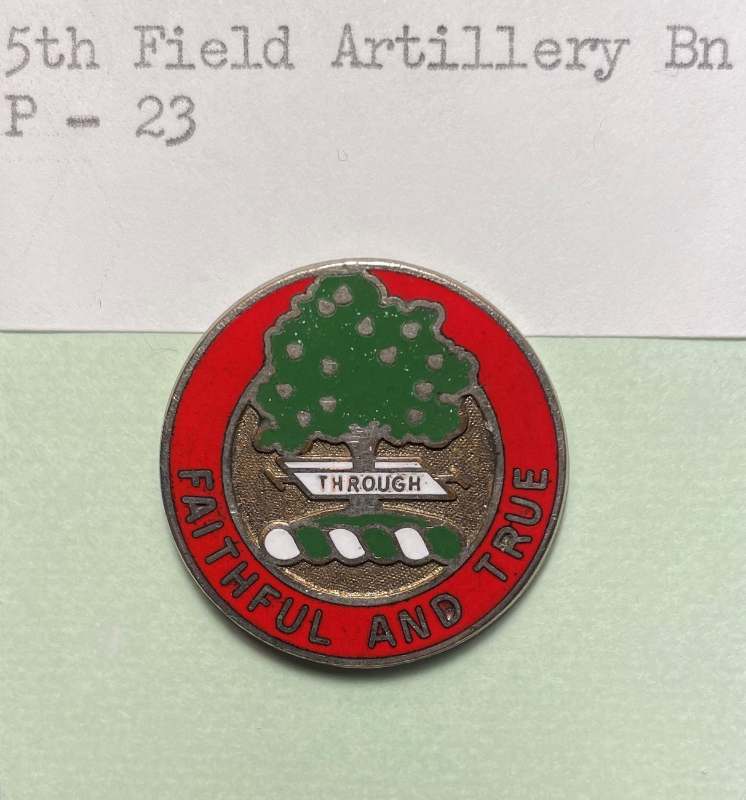 5th Field Artillery Bn
P - 23
THROUGH
FAITHFUL AND TRUE